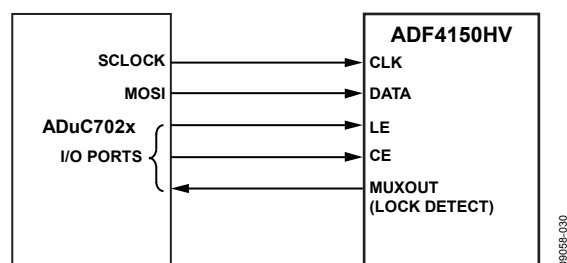 ADF4150HV
SCLOCK
CLK
MOSI
DATA
ADuC702x
LE
I/O PORTS
CE
MUXOUT
(LOCK DETECT)
09058-030